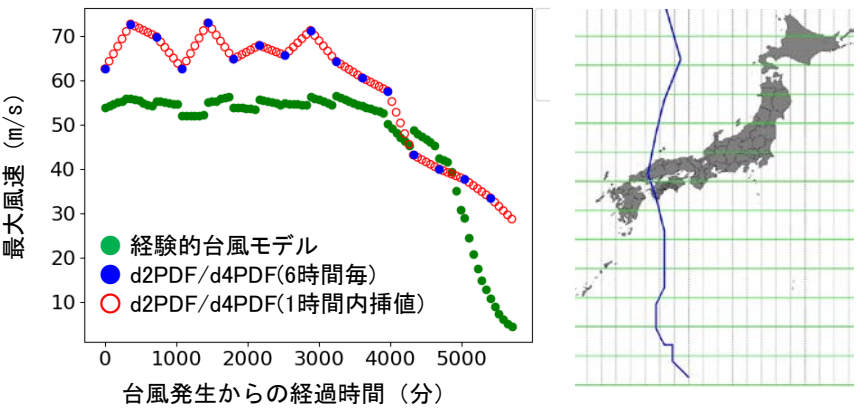 70
60
50
40
30
20
10
最大風速 (m/s)
経験的台風モデル
d2PDF/d4PDF(6時間毎)
d2PDF/d4PDF(1時間内挿値)
0 1000 2000 3000 4000 5000
台風発生からの経過時間 (分)